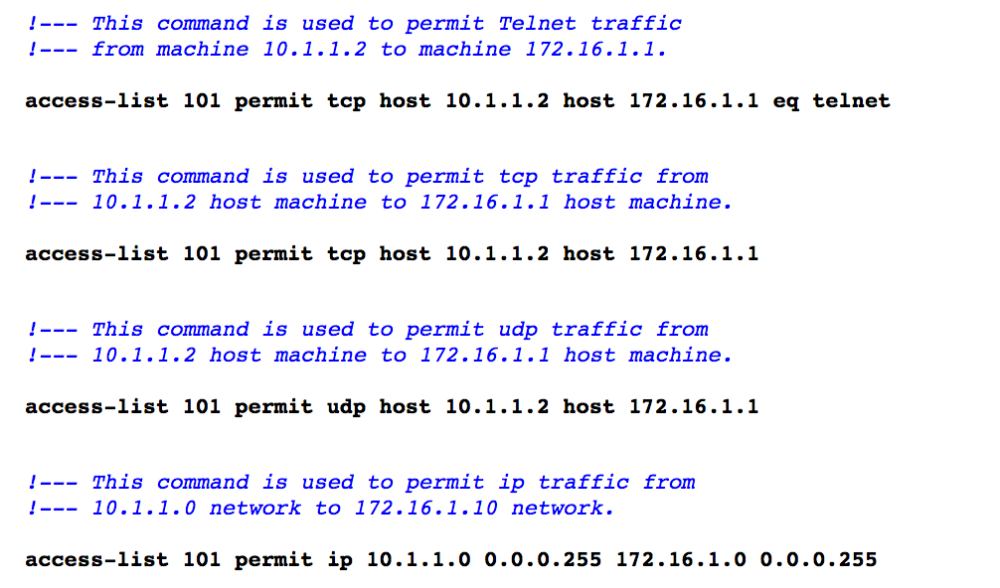 !--- This command is used to permit Telnet traffic
!--- from machine 10.1.1.2 to machine 172.16.1.1.
access-list 101 permit tcp host 10.1.1.2 host 172.16.1.1 eq telnet
!--- This command is used to permit tcp traffic from
!--- 10.1.1.2 host machine to 172.16.1.1 host machine.
access-list 101 permit tcp host 10.1.1.2 host 172.16.1.1
!--- This command is used to permit udp traffic from
!--- 10.1.1.2 host machine to 172.16.1.1 host machine.
access-list 101 permit udp host 10.1.1.2 host 172.16.1.1
!--- This command is used to permit ip traffic from
!--- 10.1.1.0 network to 172.16.1.10 network.
access-list 101 permit ip 10.1.1.0 0.0.0.255 172.16.1.0 0.0.0.255